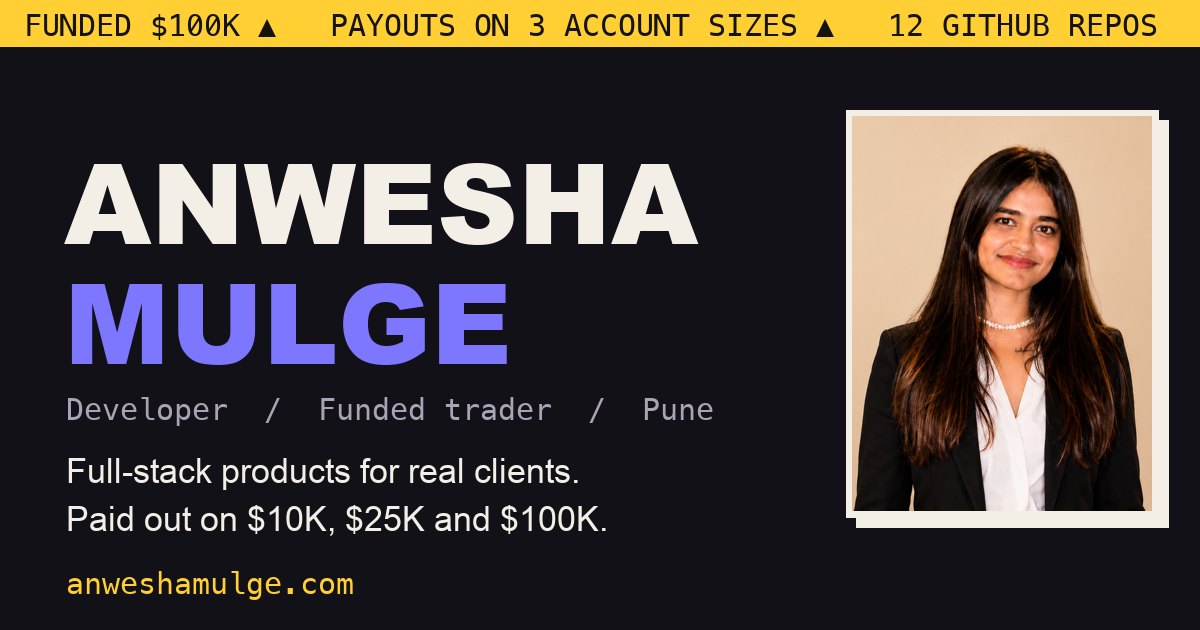 FUNDED $100K ▲ PAYOUTS ON 3 ACCOUNT SIZES ▲ 12 GITHUB REPOS
ANWESHA
MULGE
Developer / Funded trader / Pune
Full-stack products for real clients.
Paid out on $10K, $25K and $100K.
anweshamulge.com